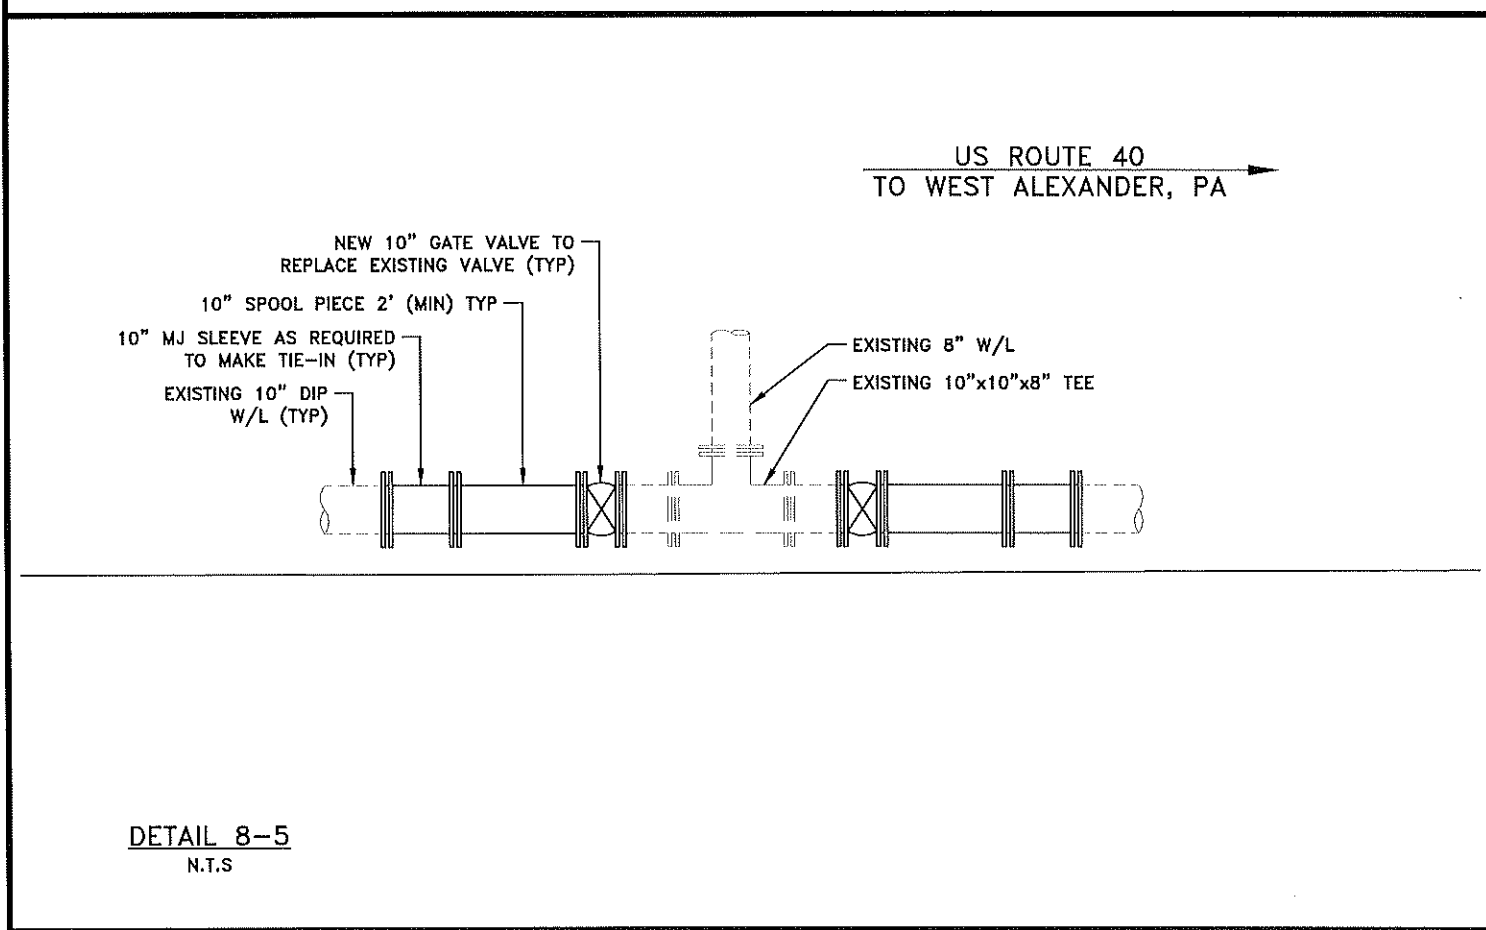 US ROUTE 40
TO WEST ALEXANDER, PA
NEW 10" GATE VALVE TO
REPLACE EXISTING VALVE (TYP)
10" SPOOL PIECE 2' (MIN) TYP
10" MJ SLEEVE AS REQUIRED
TO MAKE TIE-IN (TYP)
EXISTING 10" DIP
W/L (TYP)
EXISTING 8" W/L
EXISTING 10"x10"x8" TEE
DETAIL 8-5
N.T.S